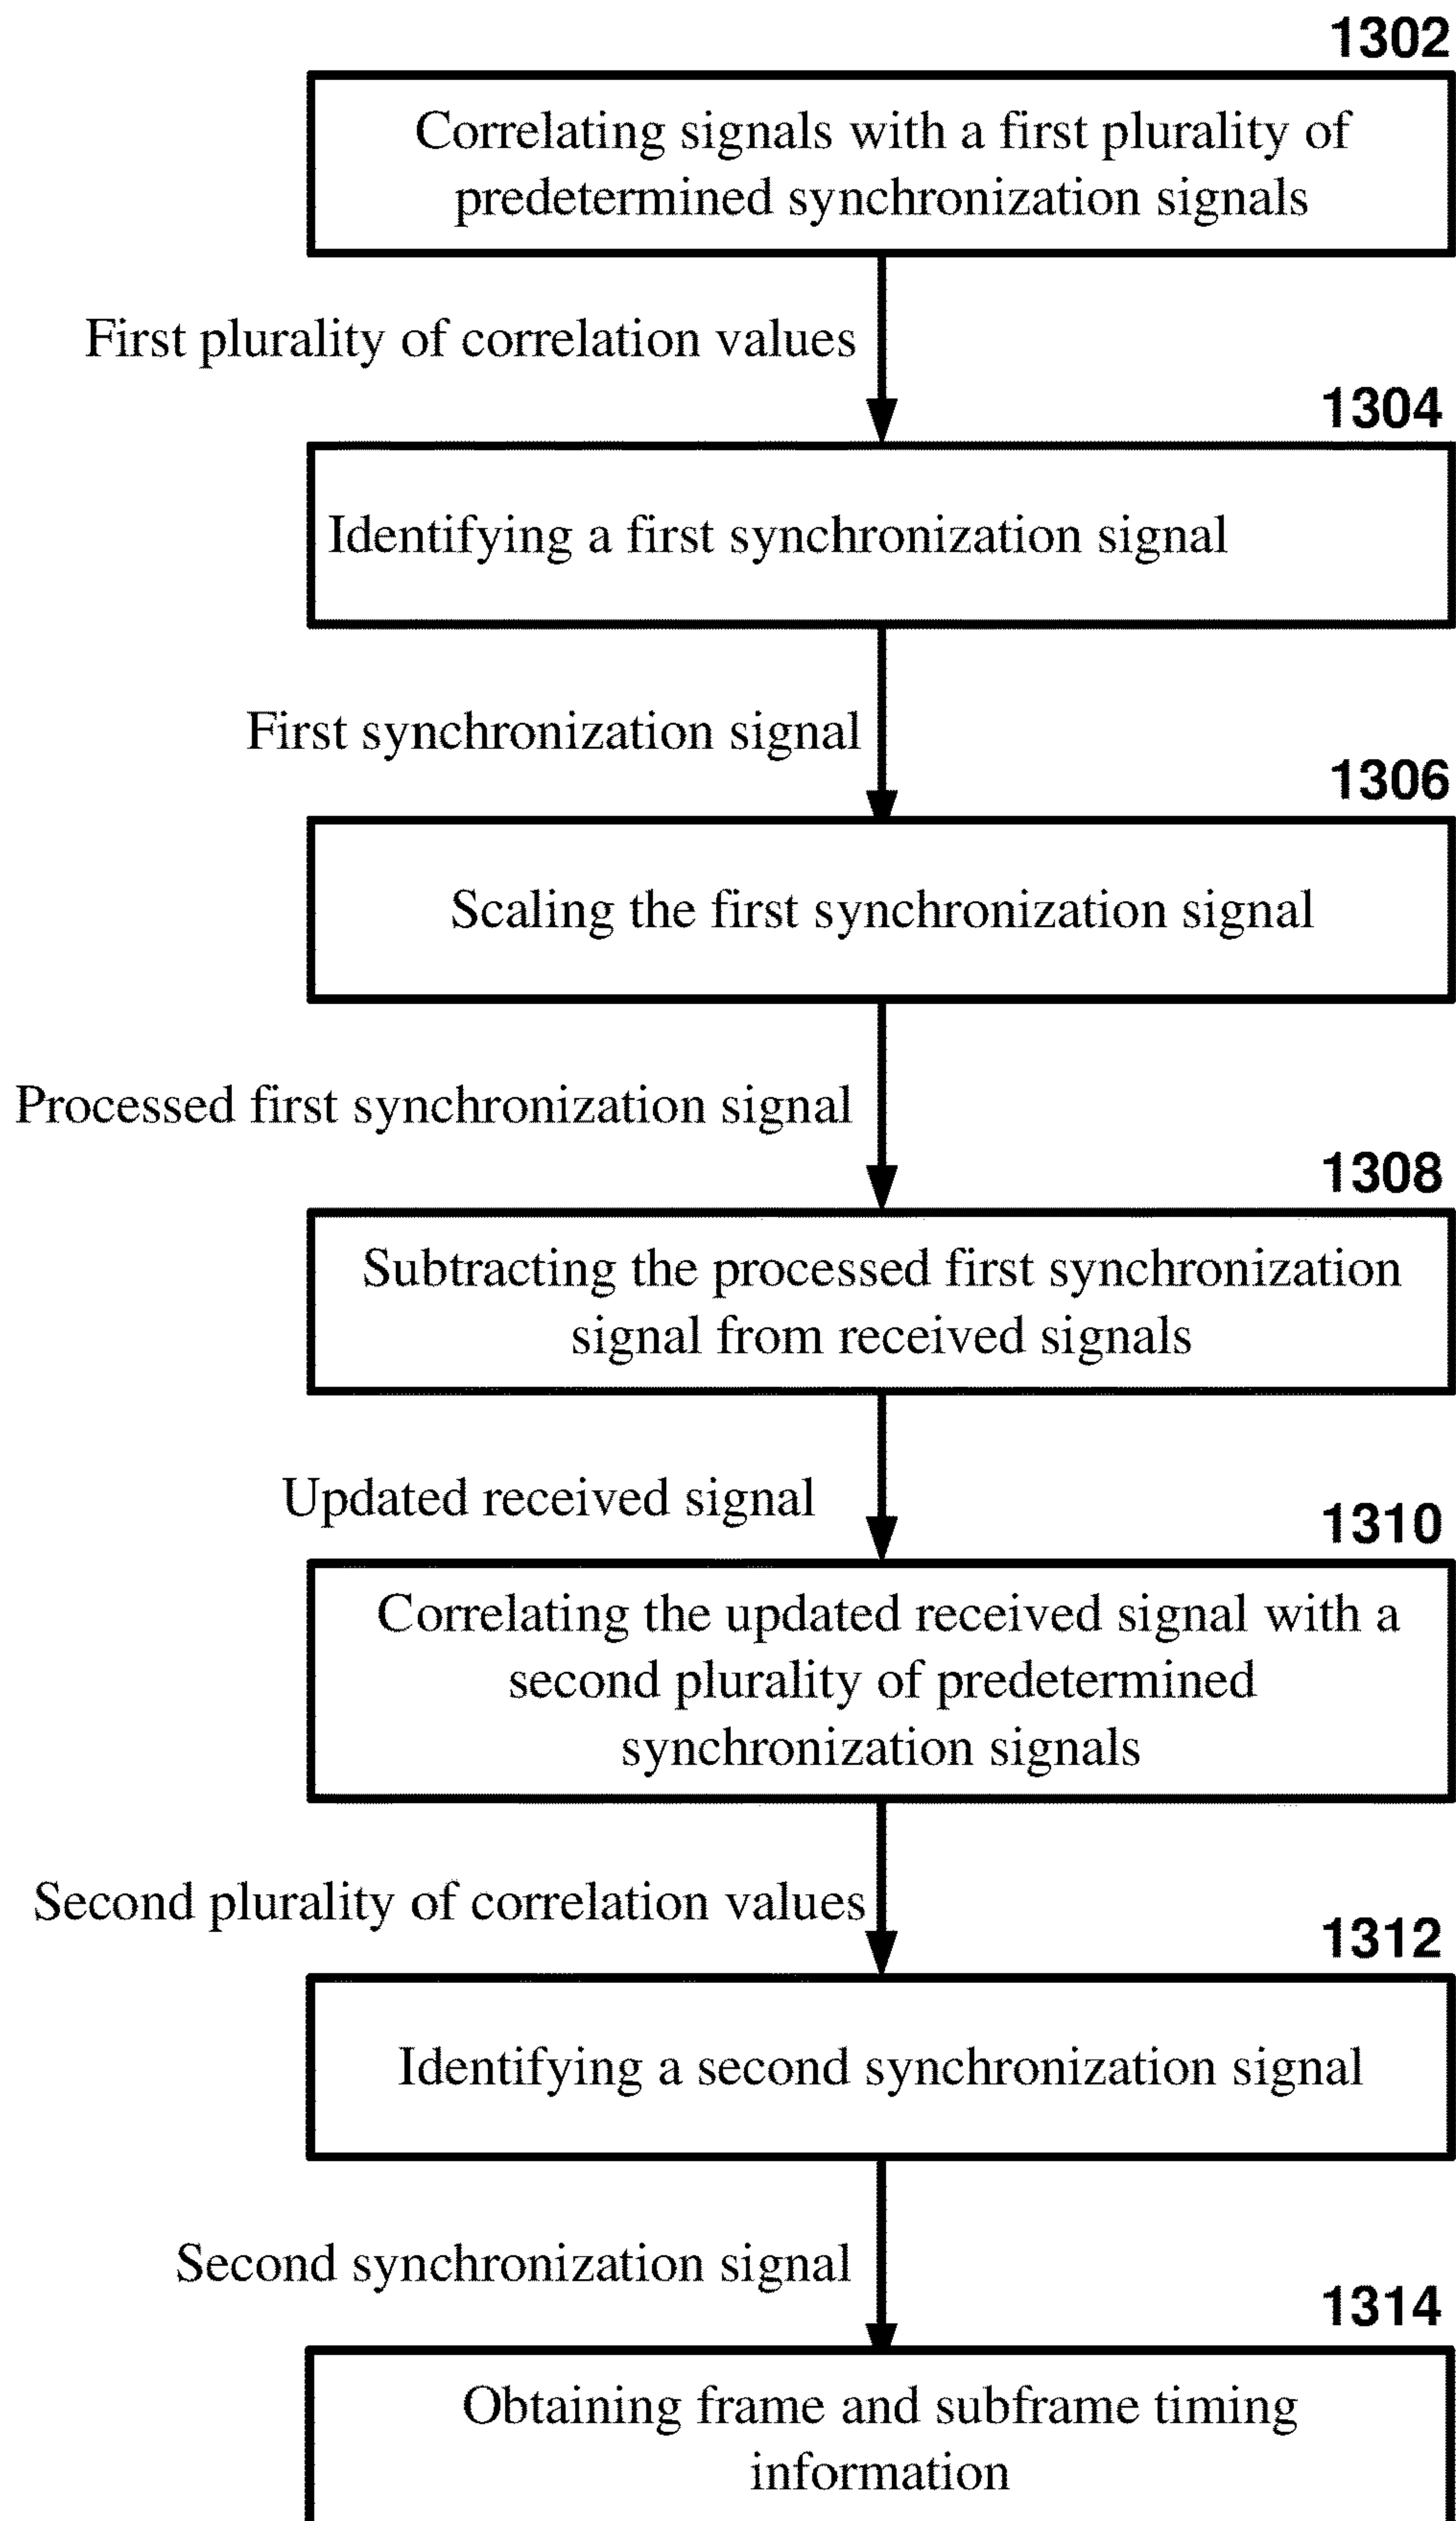 1302
Correlating signals with a first plurality of
predetermined synchronization signals
First plurality of correlation values
1304
Identifying a first synchronization signal
First synchronization signal
1306
Scaling the first synchronization signal
Processed first synchronization signal
1308
Subtracting the processed first synchronization
signal from received signals
Updated received signal
1310
Correlating the updated received signal with a
second plurality of predetermined
synchronization signals
Second plurality of correlation values
1312
Identifying a second synchronization signal
Second synchronization signal
1314
Obtaining frame and subframe timing
information